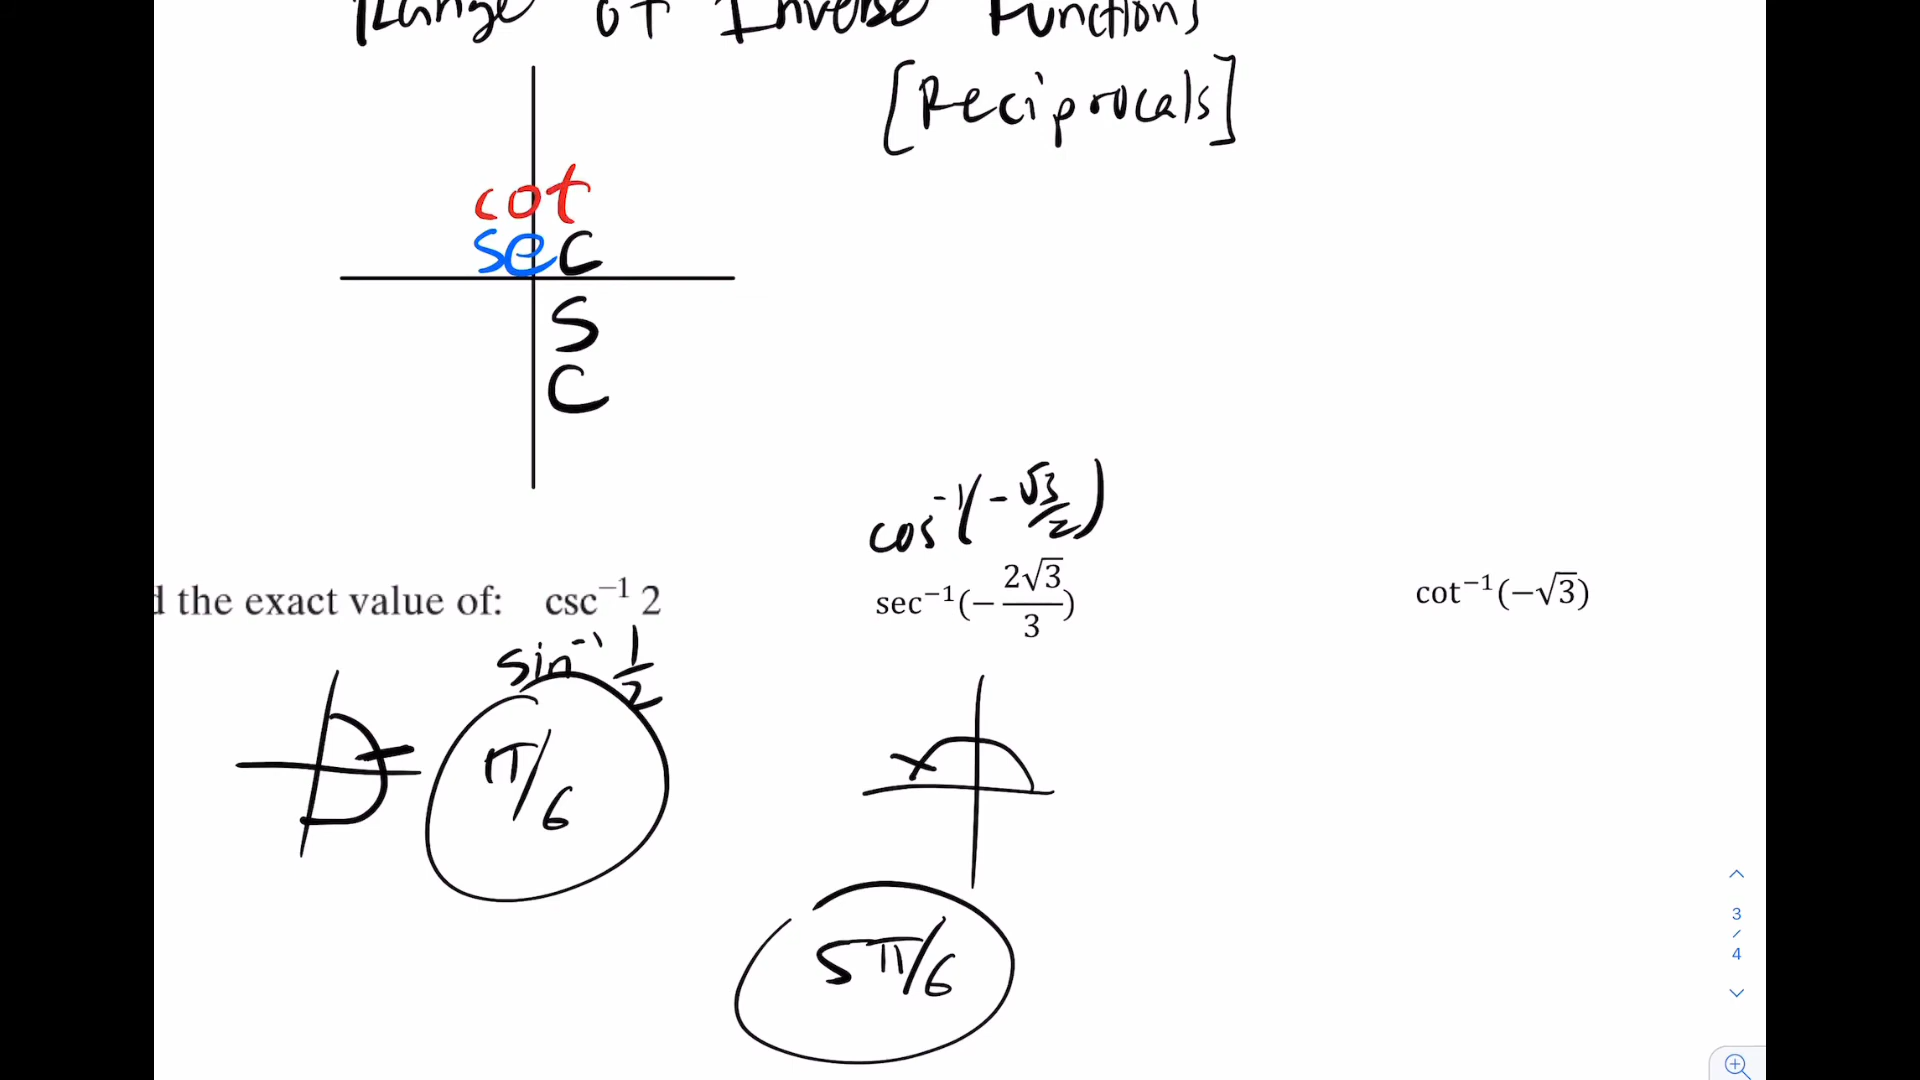 Range of Inverse Functions
[Reciprocals]
cot
sec
S
C
cos⁻¹(-√3/2)
d the exact value of: csc⁻¹ 2
sec⁻¹(−2√3/3)
cot⁻¹(−√3)
sin⁻¹ 1/2
π/6
5π/6
3
/
4